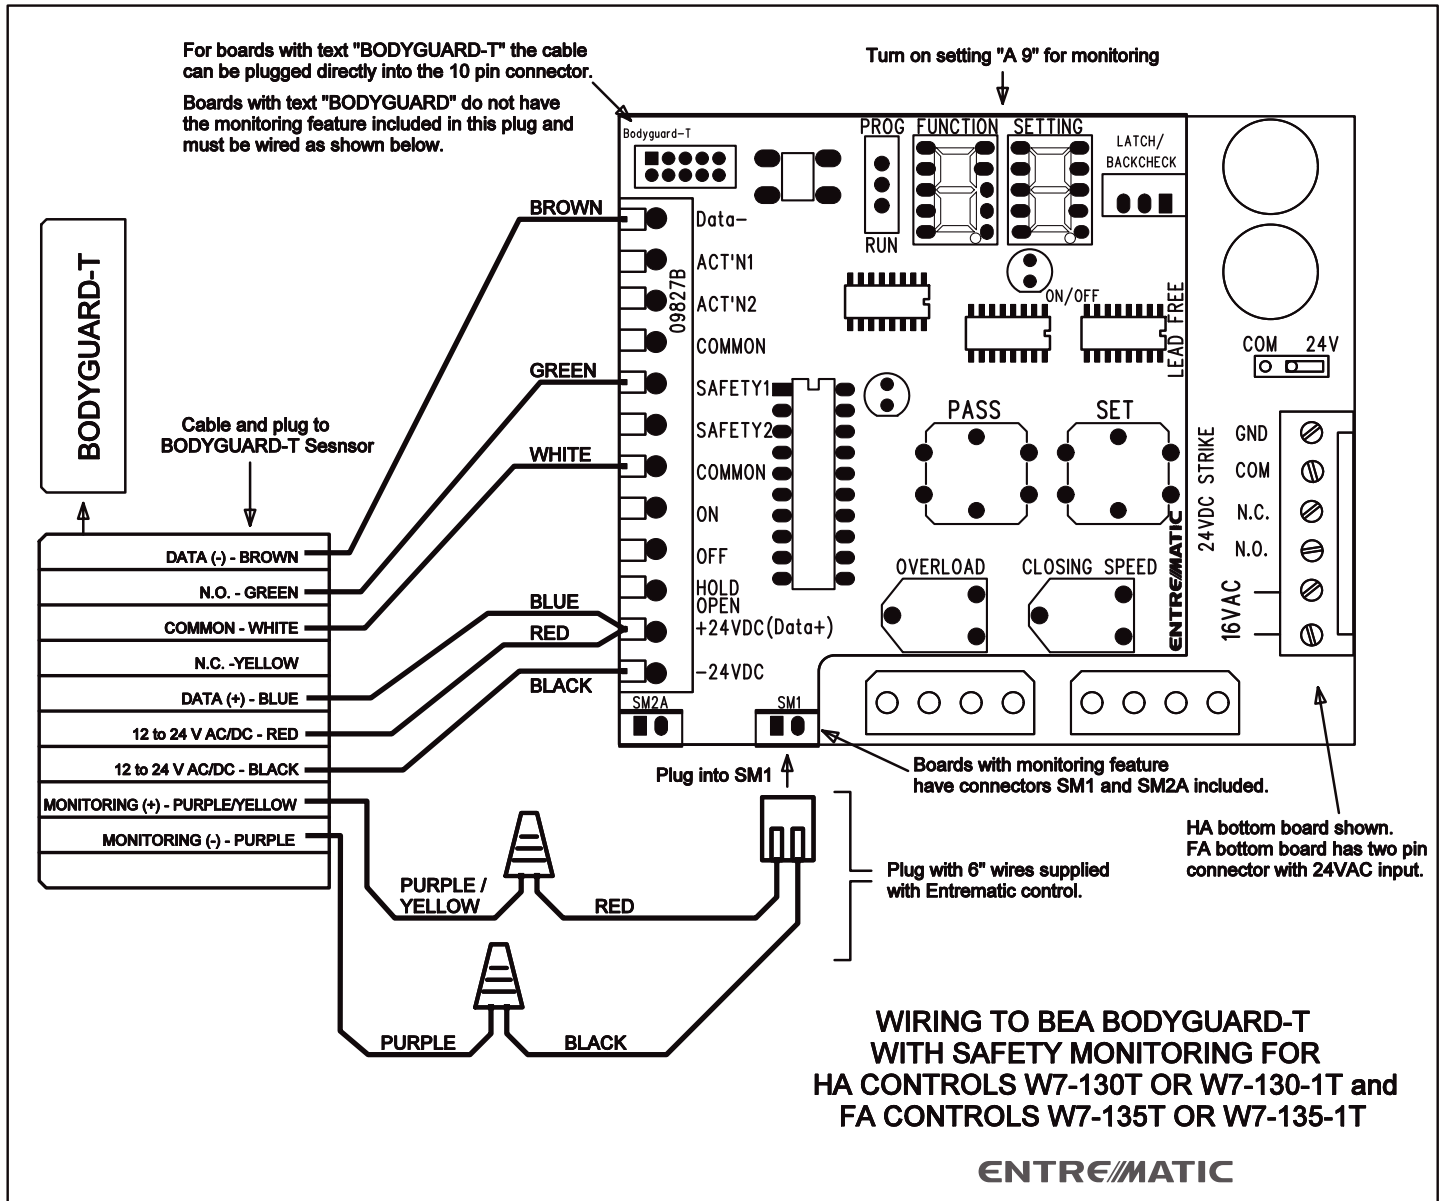 For boards with text "BODYGUARD-T" the cable
can be plugged directly into the 10 pin connector.
Boards with text "BODYGUARD" do not have
the monitoring feature included in this plug and
must be wired as shown below.
Turn on setting "A 9" for monitoring
Bodyguard-T
PROG
FUNCTION
SETTING
RUN
LATCH/
BACKCHECK
BROWN
Data-
ACT'N1
ACT'N2
COMMON
GREEN
SAFETY1
SAFETY2
WHITE
COMMON
ON
OFF
HOLD
OPEN
BLUE
+24VDC(Data+)
RED
-24VDC
BLACK
09827B
ON/OFF
LEAD FREE
COM 24V
PASS
SET
OVERLOAD
CLOSING SPEED
ENTREMATIC
24VDC STRIKE
GND
COM
N.C.
N.O.
16VAC
SM2A
SM1
BODYGUARD-T
Cable and plug to
BODYGUARD-T Sesnsor
DATA (-) - BROWN
N.O. - GREEN
COMMON - WHITE
N.C. -YELLOW
DATA (+) - BLUE
12 to 24 V AC/DC - RED
12 to 24 V AC/DC - BLACK
MONITORING (+) - PURPLE/YELLOW
MONITORING (-) - PURPLE
Plug into SM1
Boards with monitoring feature
have connectors SM1 and SM2A included.
HA bottom board shown.
FA bottom board has two pin
connector with 24VAC input.
Plug with 6" wires supplied
with Entrematic control.
PURPLE /
YELLOW
RED
PURPLE
BLACK
WIRING TO BEA BODYGUARD-T
WITH SAFETY MONITORING FOR
HA CONTROLS W7-130T OR W7-130-1T and
FA CONTROLS W7-135T OR W7-135-1T
ENTREMATIC